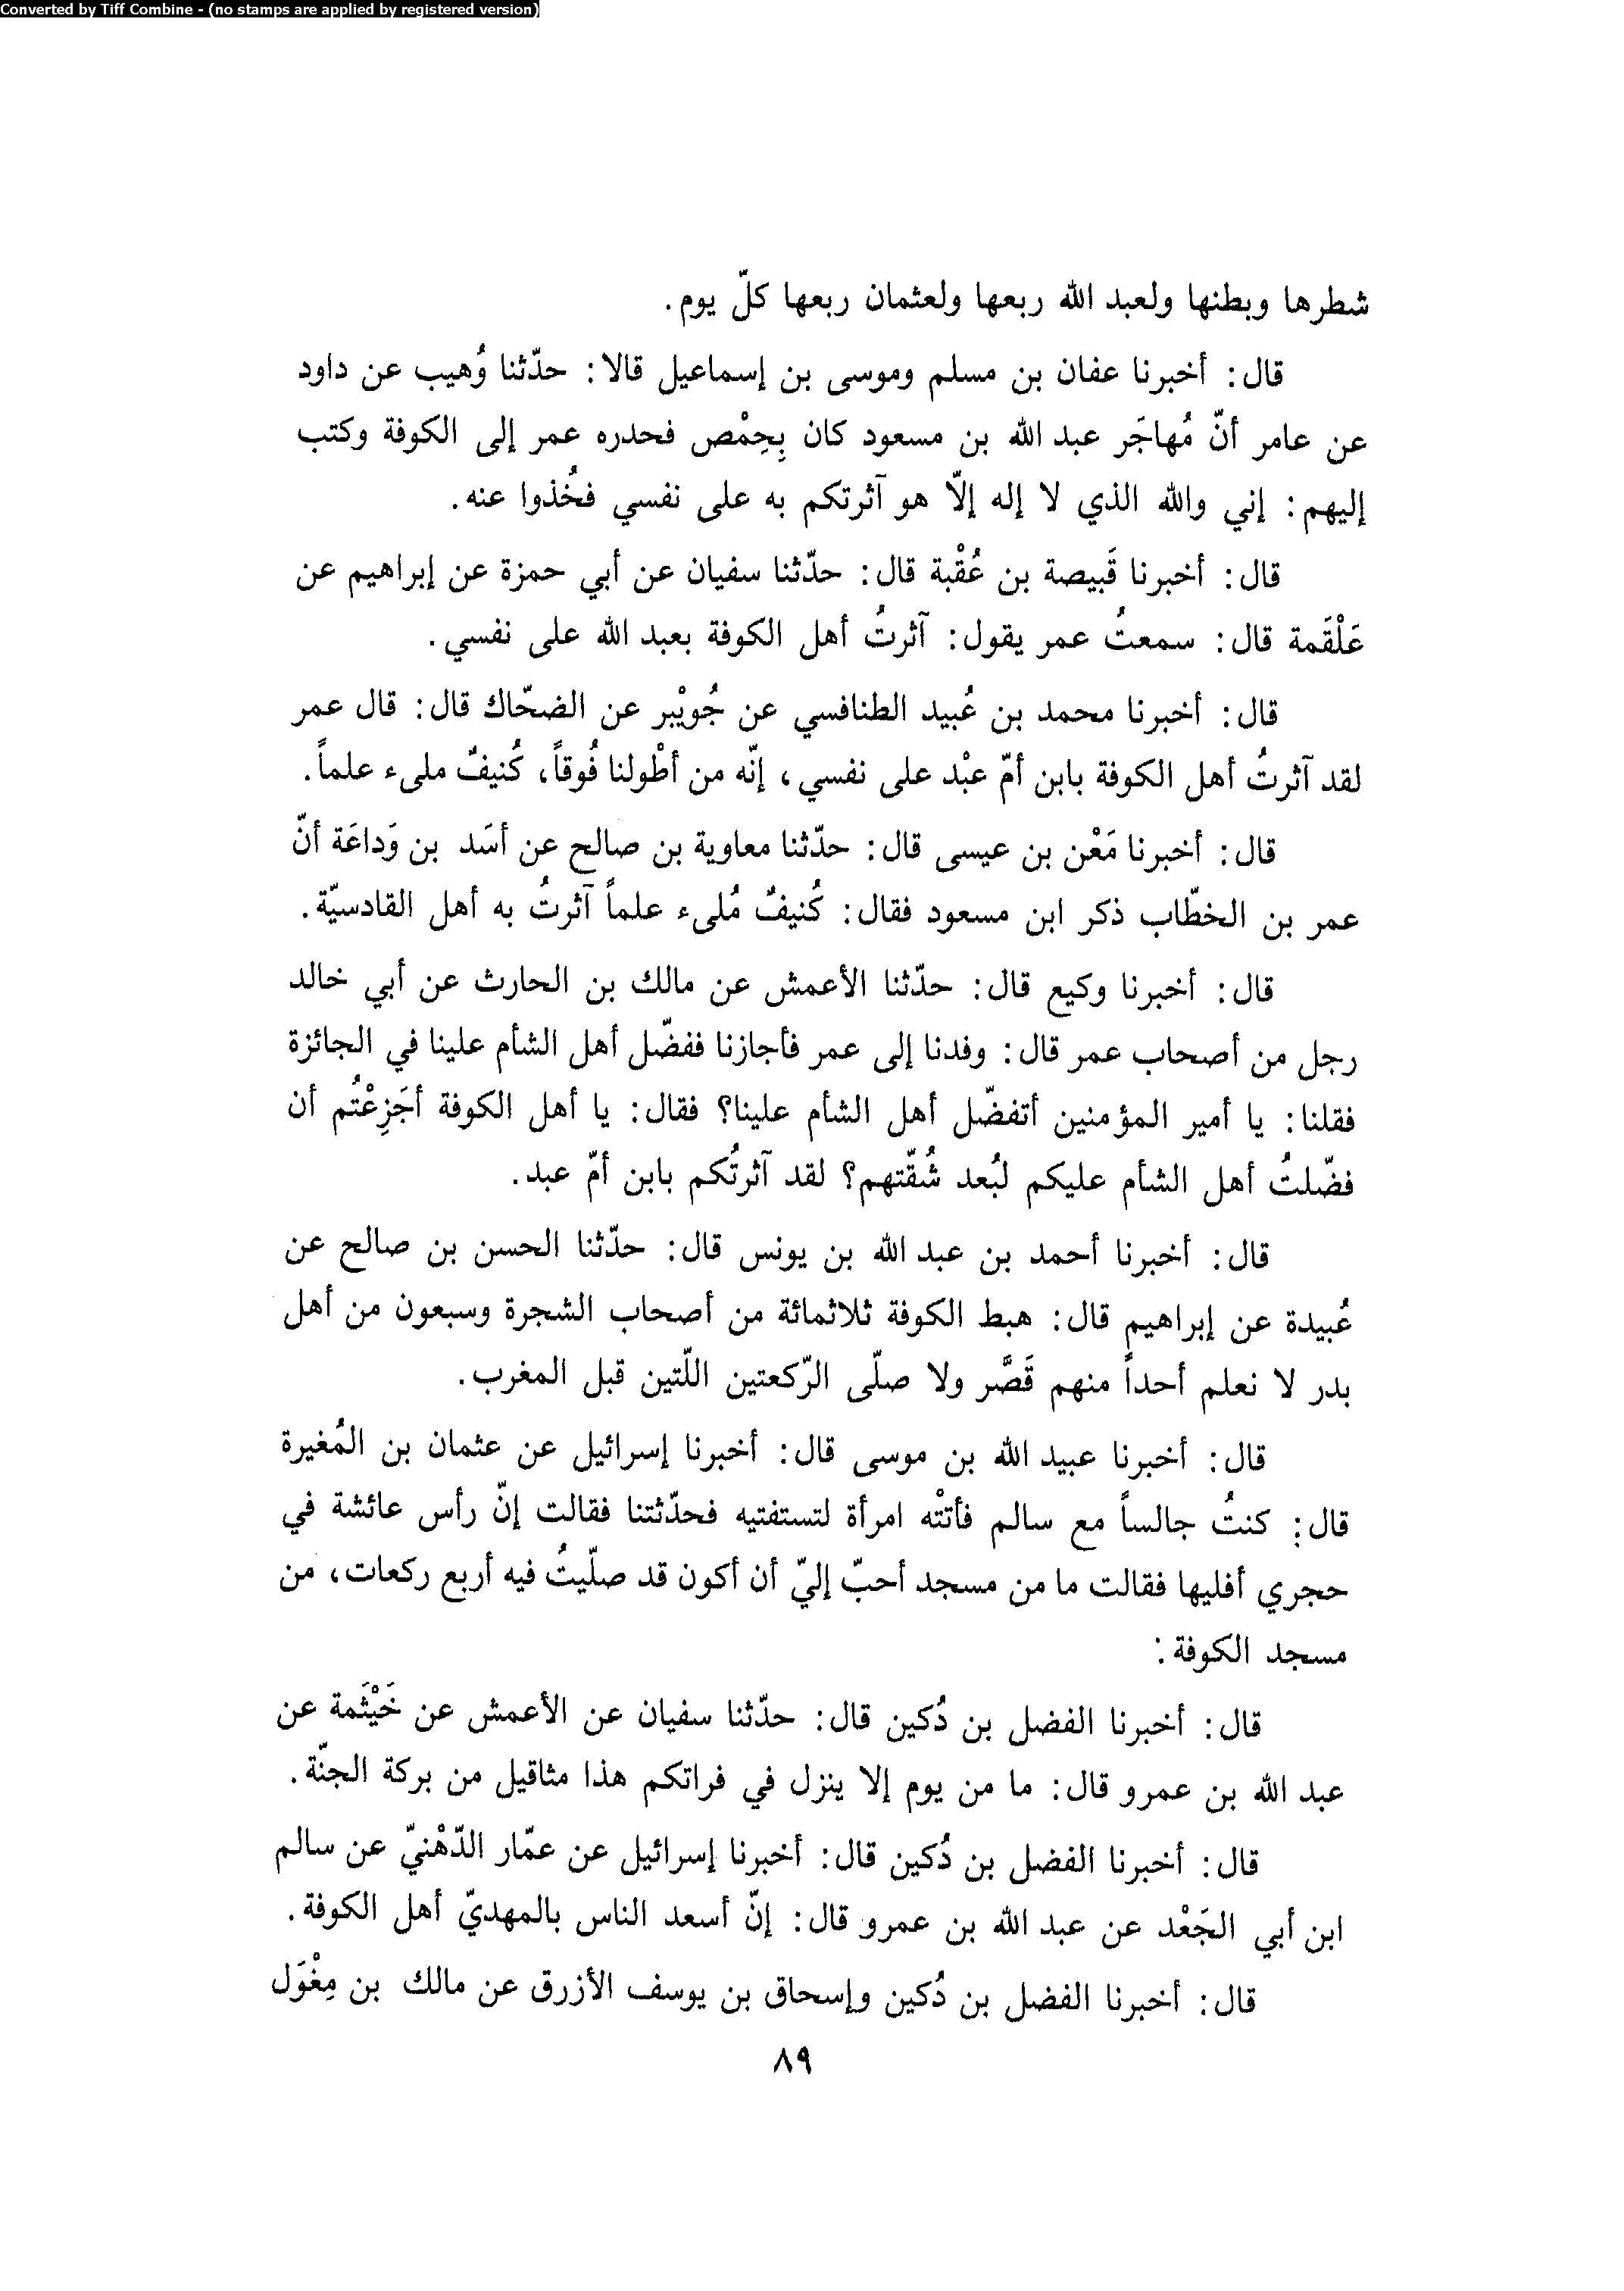 Converted by Tiff Combine - (no stamps are applied by registered version)
شطرها وبطنها ولعبد الله ربعها ولعثمان ربعها كلّ يوم.
قال: أخبرنا عفان بن مسلم وموسى بن إسماعيل قالا: حدّثنا وُهيب عن داود
عن عامر أنّ مُهاجَر عبد الله بن مسعود كان بِحِمْص فحدره عمر إلى الكوفة وكتب
إليهم: إني والله الذي لا إله إلّا هو آثرتكم به على نفسي فخُذوا عنه.
قال: أخبرنا قَبيصة بن عُقْبة قال: حدّثنا سفيان عن أبي حمزة عن إبراهيم عن
عَلْقَمة قال: سمعتُ عمر يقول: آثرتُ أهل الكوفة بعبد الله على نفسي.
قال: أخبرنا محمد بن عُبيد الطنافسي عن جُويْبر عن الضحّاك قال: قال عمر
لقد آثرتُ أهل الكوفة بابن أمّ عبْد على نفسي، إنّه من أطْولنا فُوقاً، كُنيفٌ ملىء علماً.
قال: أخبرنا مَعْن بن عيسى قال: حدّثنا معاوية بن صالح عن أسَد بن وَداعَة أنّ
عمر بن الخطّاب ذكر ابن مسعود فقال: كُنيفٌ مُلىء علماً آثرتُ به أهل القادسيّة.
قال: أخبرنا وكيع قال: حدّثنا الأعمش عن مالك بن الحارث عن أبي خالد
رجل من أصحاب عمر قال: وفدنا إلى عمر فأجازنا ففضّل أهل الشأم علينا في الجائزة
فقلنا: يا أمير المؤمنين أتفضّل أهل الشأم علينا؟ فقال: يا أهل الكوفة أجَزِعْتُم أن
فضّلتُ أهل الشأم عليكم لبُعد شُقّتهم؟ لقد آثرتُكم بابن أمّ عبد.
قال: أخبرنا أحمد بن عبد الله بن يونس قال: حدّثنا الحسن بن صالح عن
عُبيدة عن إبراهيم قال: هبط الكوفة ثلاثمائة من أصحاب الشجرة وسبعون من أهل
بدر لا نعلم أحداً منهم قَصَّر ولا صلّى الرّكعتين اللّتين قبل المغرب.
قال: أخبرنا عبيد الله بن موسى قال: أخبرنا إسرائيل عن عثمان بن المُغيرة
قال: كنتُ جالساً مع سالم فأتتْه امرأة لتستفتيه فحدّثتنا فقالت إنّ رأس عائشة في
حجري أفليها فقالت ما من مسجد أحبّ إليّ أن أكون قد صلّيتُ فيه أربع ركعات، من
مسجد الكوفة:
قال: أخبرنا الفضل بن دُكين قال: حدّثنا سفيان عن الأعمش عن خَيْثَمة عن
عبد الله بن عمرو قال: ما من يوم إلا ينزل في فراتكم هذا مثاقيل من بركة الجنّة.
قال: أخبرنا الفضل بن دُكين قال: أخبرنا إسرائيل عن عمّار الدّهْنيّ عن سالم
ابن أبي الجَعْد عن عبد الله بن عمرو قال: إنّ أسعد الناس بالمهديّ أهل الكوفة.
قال: أخبرنا الفضل بن دُكين وإسحاق بن يوسف الأزرق عن مالك بن مِغْوَل
٨٩